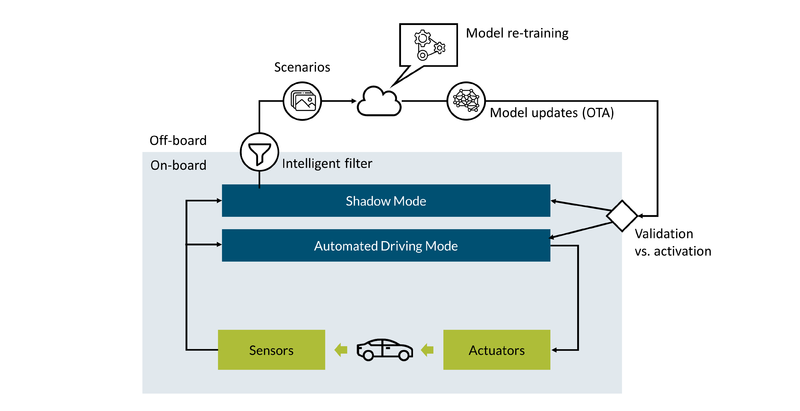 Model re-training
Scenarios
Model updates (OTA)
Off-board
On-board
Intelligent filter
Shadow Mode
Automated Driving Mode
Validation
vs. activation
Sensors
Actuators